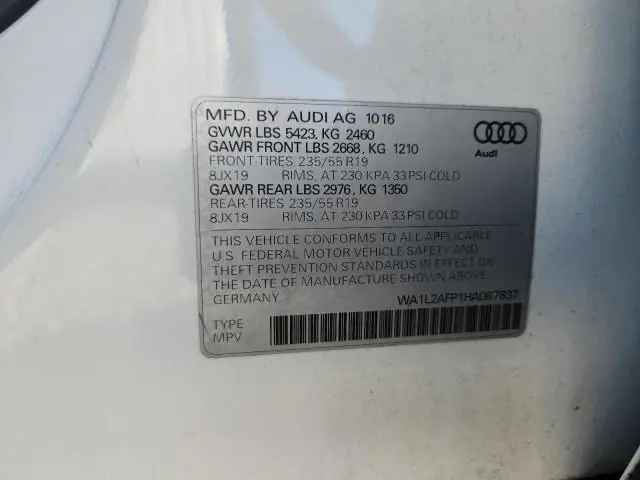 MFD. BY AUDI AG 1016
GVWR LBS 5423, KG 2460
GAWR FRONT LBS 2668, KG 1210
FRONT-TIRES 235/55 R19
8JX19 RIMS, AT 230 KPA 33 PSI COLD
GAWR REAR LBS 2976, KG 1350
REAR-TIRES 235/55 R19
8JX19 RIMS, AT 230 KPA 33 PSI COLD
Audi
THIS VEHICLE CONFORMS TO ALL APPLICABLE
U.S. FEDERAL MOTOR VEHICLE SAFETY AND
THEFT PREVENTION STANDARDS IN EFFECT ON
THE DATE OF MANUFACTURE SHOWN ABOVE.
GERMANY WA1L2AFP1HA067837
TYPE
MPV